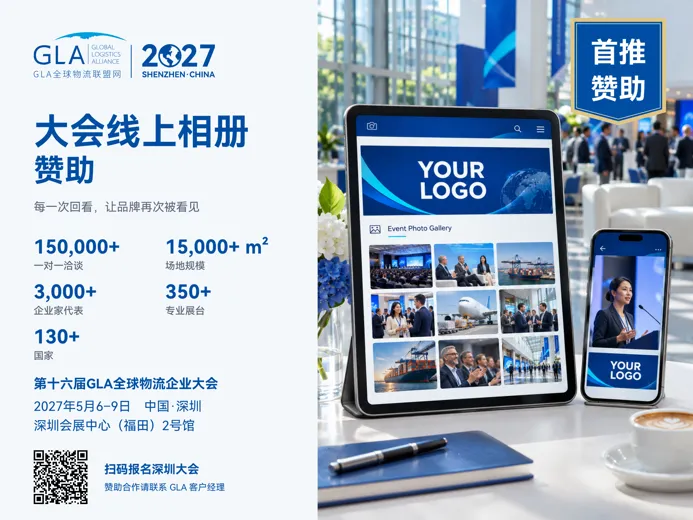 GLA
GLOBAL
LOGISTICS
ALLIANCE
GLA全球物流联盟网
2027
SHENZHEN·CHINA
大会线上相册
赞助
每一次回看，让品牌再次被看见
150,000+
一对一洽谈
15,000+ m²
场地规模
3,000+
企业家代表
350+
专业展台
130+
国家
第十六届GLA全球物流企业大会
2027年5月6-9日 中国·深圳
深圳会展中心（福田）2号馆
扫码报名深圳大会
赞助合作请联系 GLA 客户经理
首推
赞助
YOUR
LOGO
Event Photo Gallery
YOUR
LOGO